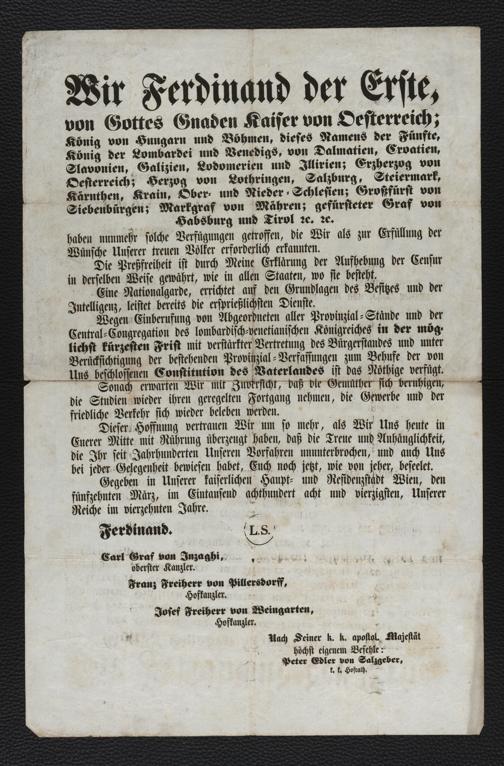 Wir Ferdinand der Erste,
von Gottes Gnaden Kaiser von Oesterreich;
König von Hungarn und Böhmen, dieses Namens der Fünfte,
König der Lombardei und Venedigs, von Dalmatien, Croatien,
Slavonien, Galizien, Lodomerien und Illirien; Erzherzog von
Oesterreich; Herzog von Lothringen, Salzburg, Steiermark,
Kärnthen, Krain, Ober- und Nieder-Schlesien; Großfürst von
Siebenbürgen; Markgraf von Mähren; gefürsteter Graf von
Habsburg und Tirol ꝛc. ꝛc.
haben nunmehr solche Verfügungen getroffen, die Wir als zur Erfüllung der
Wünsche Unserer treuen Völker erforderlich erkannten.
Die Preßfreiheit ist durch Meine Erklärung der Aufhebung der Censur
in derselben Weise gewährt, wie in allen Staaten, wo sie besteht.
Eine Nationalgarde, errichtet auf den Grundlagen des Besitzes und der
Intelligenz, leistet bereits die ersprießlichsten Dienste.
Wegen Einberufung von Abgeordneten aller Provinzial-Stände und der
Central-Congregation des lombardisch-venetianischen Königreiches in der mög-
lichst kürzesten Frist mit verstärkter Vertretung des Bürgerstandes und unter
Berücksichtigung der bestehenden Provinzial-Verfassungen zum Behufe der von
Uns beschlossenen Constitution des Vaterlandes ist das Nöthige verfügt.
Sonach erwarten Wir mit Zuversicht, daß die Gemüther sich beruhigen,
die Studien wieder ihren geregelten Fortgang nehmen, die Gewerbe und der
friedliche Verkehr sich wieder beleben werden.
Dieser Hoffnung vertrauen Wir um so mehr, als Wir Uns heute in
Euerer Mitte mit Rührung überzeugt haben, daß die Treue und Anhänglichkeit,
die Ihr seit Jahrhunderten Unseren Vorfahren ununterbrochen, und auch Uns
bei jeder Gelegenheit bewiesen habet, Euch noch jetzt, wie von jeher, beseelet.
Gegeben in Unserer kaiserlichen Haupt- und Residenzstadt Wien, den
fünfzehnten März, im Eintausend achthundert acht und vierzigsten, Unserer
Reiche im vierzehnten Jahre.
Ferdinand.
L.S.
Carl Graf von Inzaghi,
oberster Kanzler.
Franz Freiherr von Pillersdorff,
Hofkanzler.
Josef Freiherr von Weingarten,
Hofkanzler.
Nach Seiner k. k. apostol. Majestät
höchst eigenem Befehle:
Peter Edler von Salzgeber,
k. k. Hofrath.